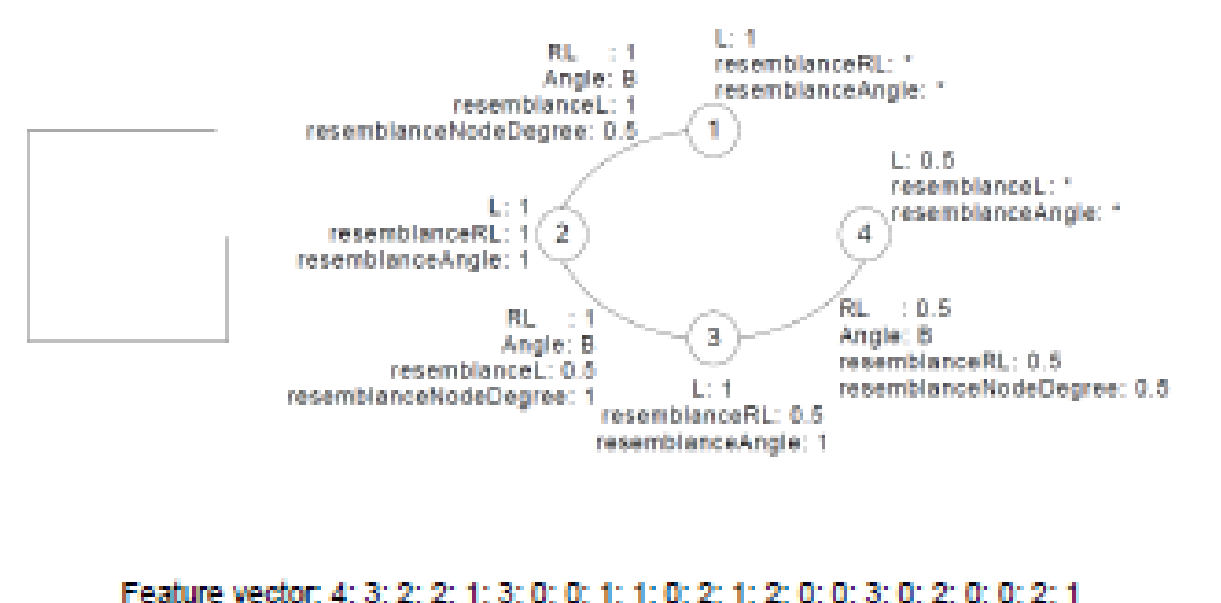 RL : 1
Angle: B
resemblanceL: 1
resemblanceNodeDegree: 0.5
L: 1
resemblanceRL: *
resemblanceAngle: *
1
L: 0.5
resemblanceL: *
resemblanceAngle: *
L: 1
resemblanceRL: 1
resemblanceAngle: 1
2
4
RL : 1
Angle: B
resemblanceL: 0.5
resemblanceNodeDegree: 1
3
L: 1
resemblanceRL: 0.5
resemblanceAngle: 1
RL : 0.5
Angle: B
resemblanceRL: 0.5
resemblanceNodeDegree: 0.5
Feature vector: 4; 3; 2; 2; 1; 3; 0; 0; 1; 1; 0; 2; 1; 2; 0; 0; 3; 0; 2; 0; 0; 2; 1